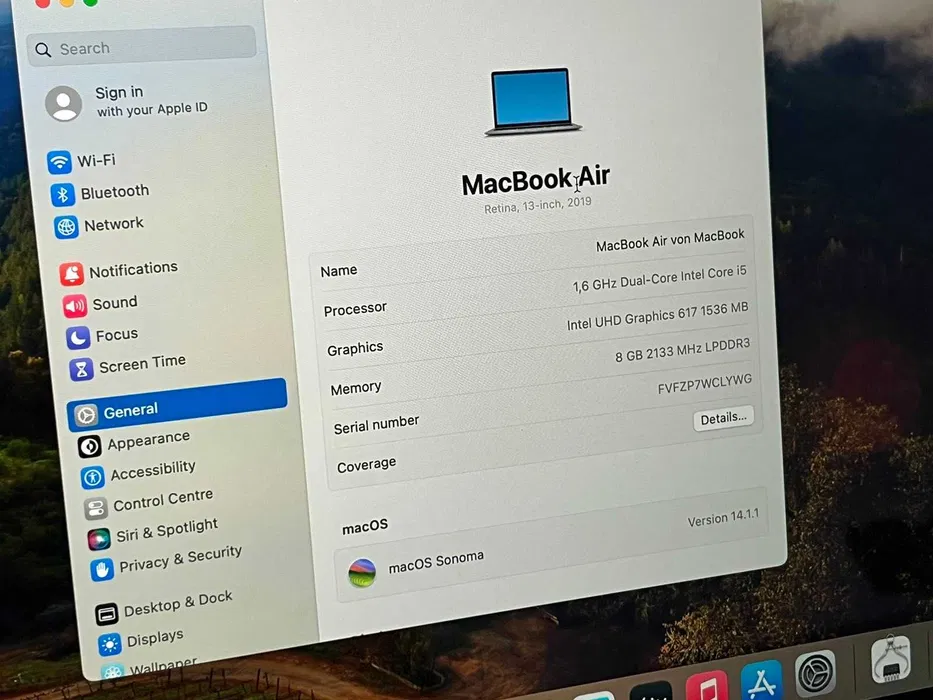 Search
Sign in
with your Apple ID
Wi-Fi
Bluetooth
Network
Notifications
Sound
Focus
Screen Time
General
Appearance
Accessibility
Control Centre
Siri & Spotlight
Privacy & Security
Desktop & Dock
Displays
Wallpaper
MacBook Air
Retina, 13-inch, 2019
Name MacBook Air von MacBook
Processor 1,6 GHz Dual-Core Intel Core i5
Graphics Intel UHD Graphics 617 1536 MB
Memory 8 GB 2133 MHz LPDDR3
Serial number FVFZP7WCLYWG
Coverage Details...
macOS
macOS Sonoma Version 14.1.1